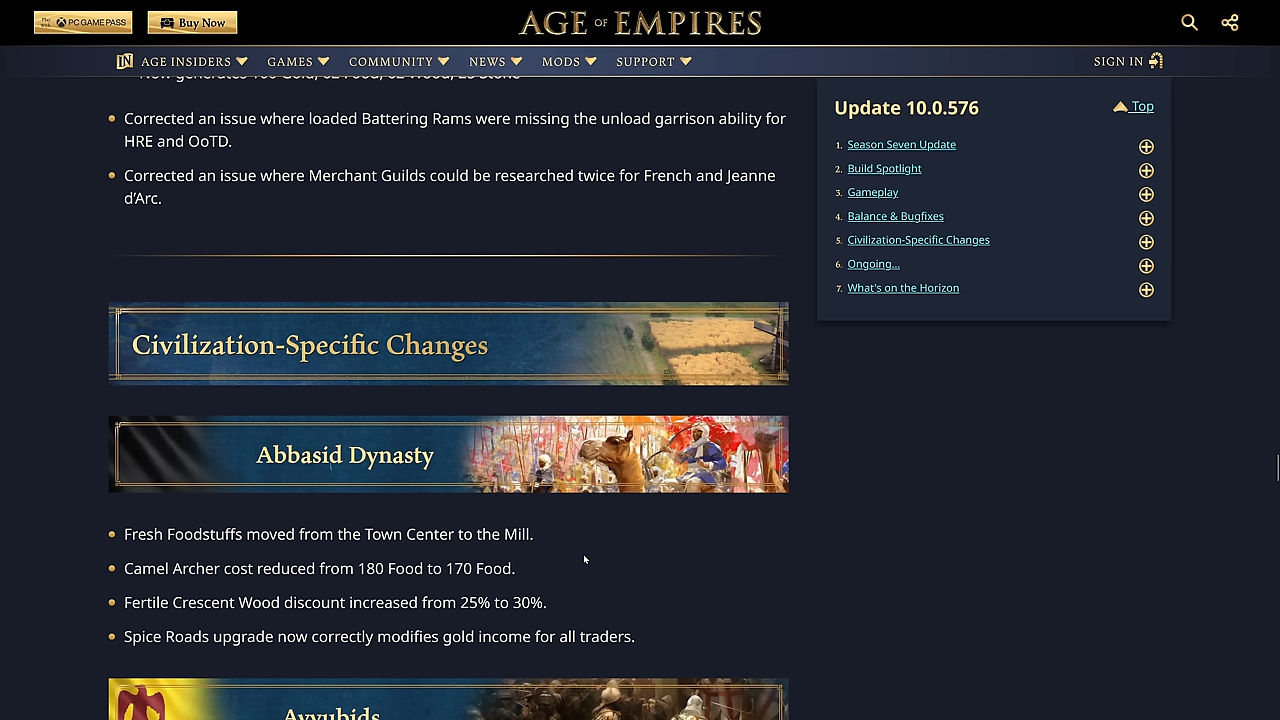 Play with PC GAME PASS
Buy Now
AGE OF EMPIRES
IN AGE INSIDERS
GAMES
COMMUNITY
NEWS
MODS
SUPPORT
SIGN IN
Corrected an issue where loaded Battering Rams were missing the unload garrison ability for
HRE and OoTD.
Corrected an issue where Merchant Guilds could be researched twice for French and Jeanne
d’Arc.
Civilization-Specific Changes
Abbasid Dynasty
Fresh Foodstuffs moved from the Town Center to the Mill.
Camel Archer cost reduced from 180 Food to 170 Food.
Fertile Crescent Wood discount increased from 25% to 30%.
Spice Roads upgrade now correctly modifies gold income for all traders.
Ayyubids
Update 10.0.576
Top
1. Season Seven Update
2. Build Spotlight
3. Gameplay
4. Balance & Bugfixes
5. Civilization-Specific Changes
6. Ongoing...
7. What's on the Horizon